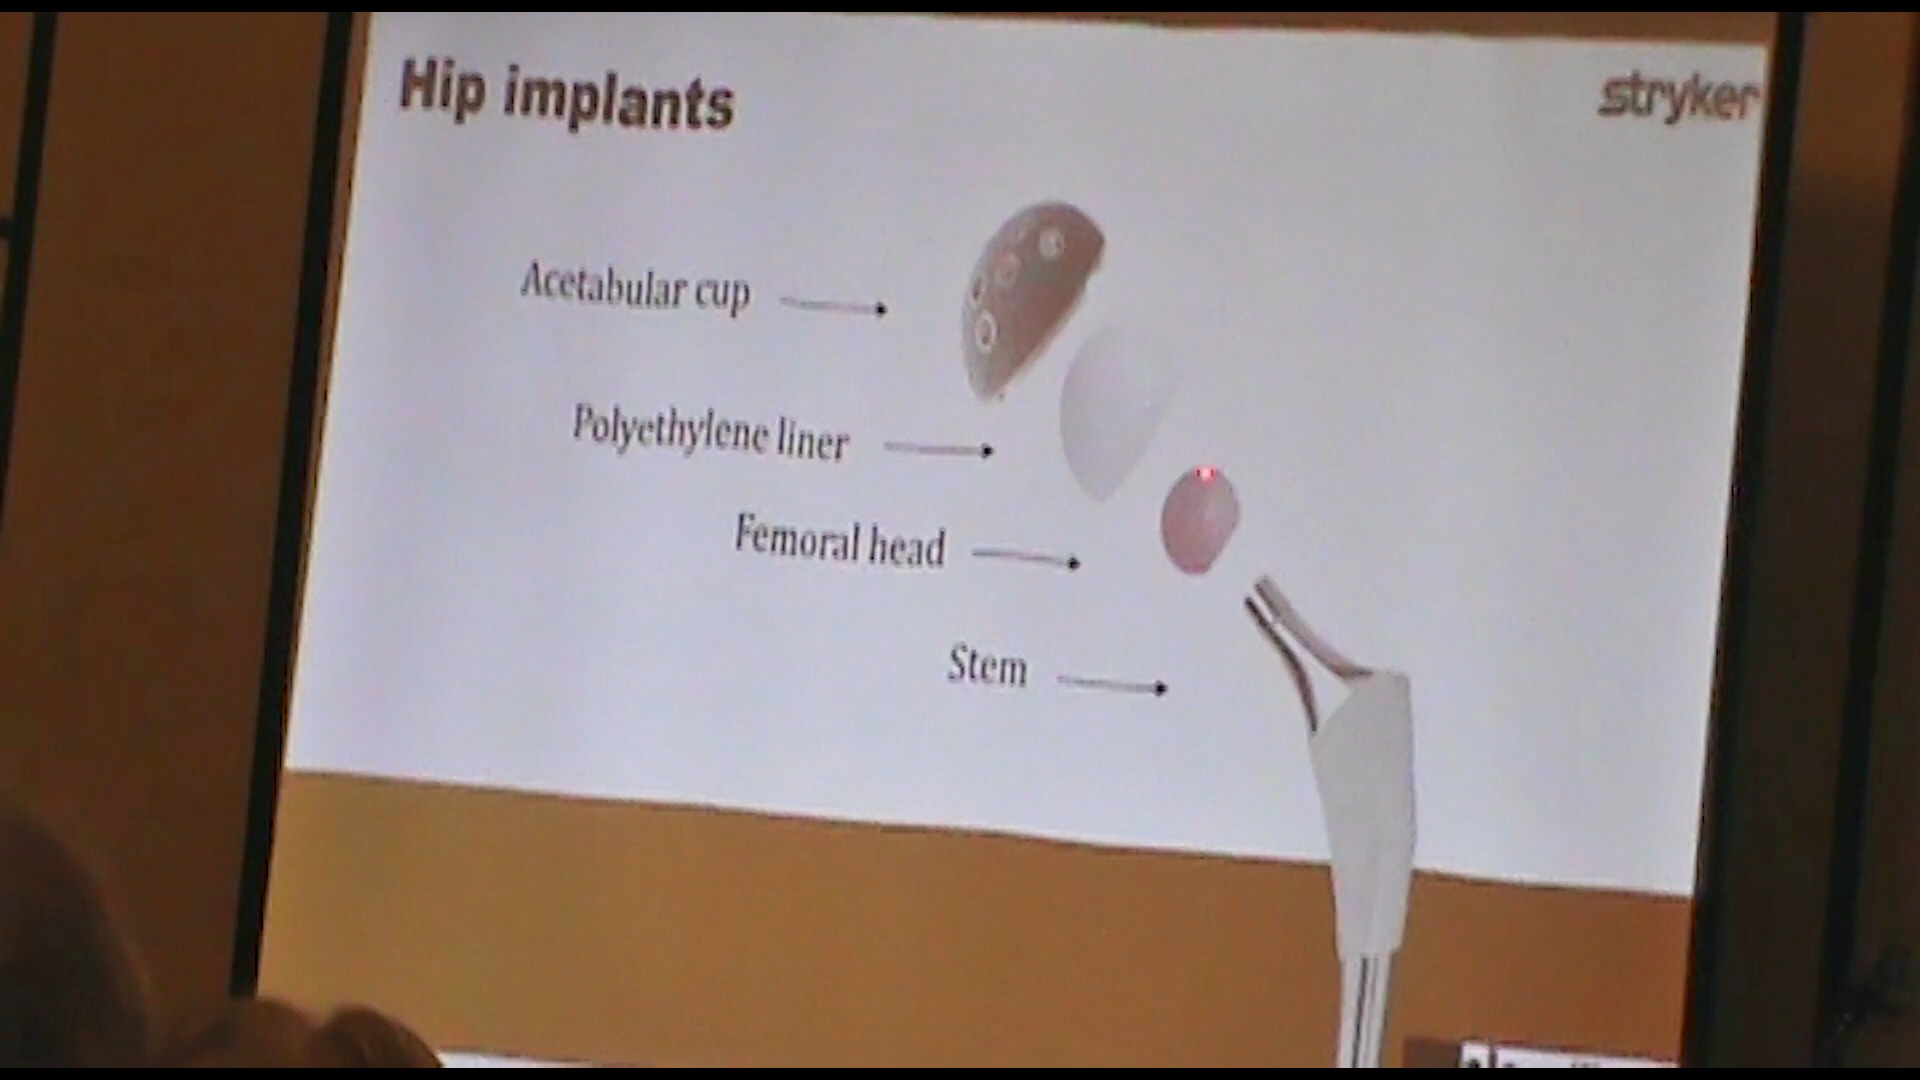 Hip implants
stryker
Acetabular cup
Polyethylene liner
Femoral head
Stem